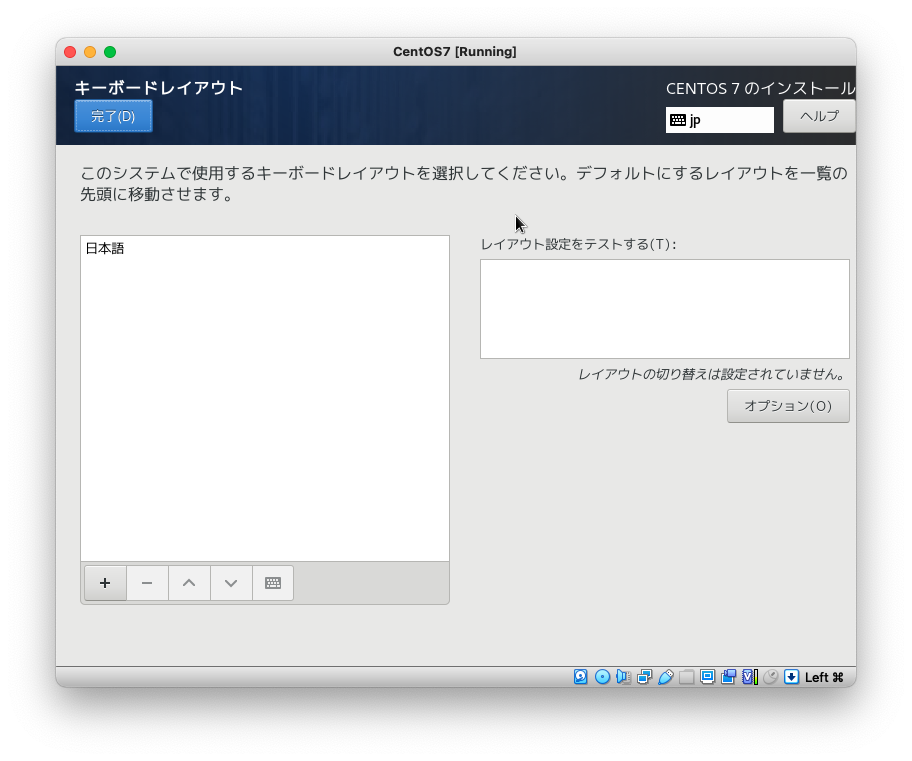 CentOS7 [Running]
キーボードレイアウト
CENTOS 7 のインストール
完了(D)
jp
ヘルプ
このシステムで使用するキーボードレイアウトを選択してください。デフォルトにするレイアウトを一覧の
先頭に移動させます。
日本語
レイアウト設定をテストする(T):
レイアウトの切り替えは設定されていません。
オプション(O)
Left ⌘